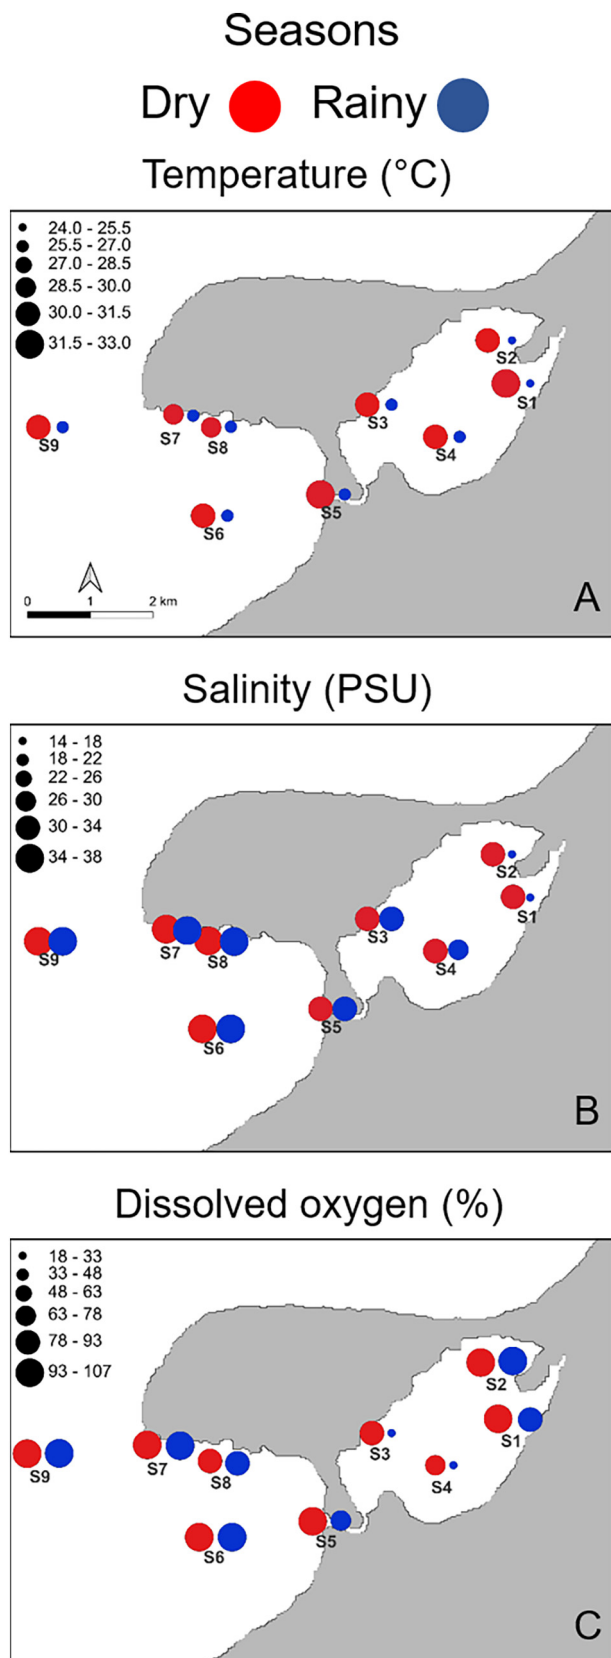 Seasons
Dry Rainy
Temperature (°C)
24.0 - 25.5
25.5 - 27.0
27.0 - 28.5
28.5 - 30.0
30.0 - 31.5
31.5 - 33.0
S2
S1
S3
S7
S8
S4
S9
S5
S6
0 1 2 km
A
Salinity (PSU)
14 - 18
18 - 22
22 - 26
26 - 30
30 - 34
34 - 38
S2
S1
S3
S7
S8
S9
S4
S5
S6
B
Dissolved oxygen (%)
18 - 33
33 - 48
48 - 63
63 - 78
78 - 93
93 - 107
S2
S1
S3
S7
S9
S8
S4
S5
S6
C